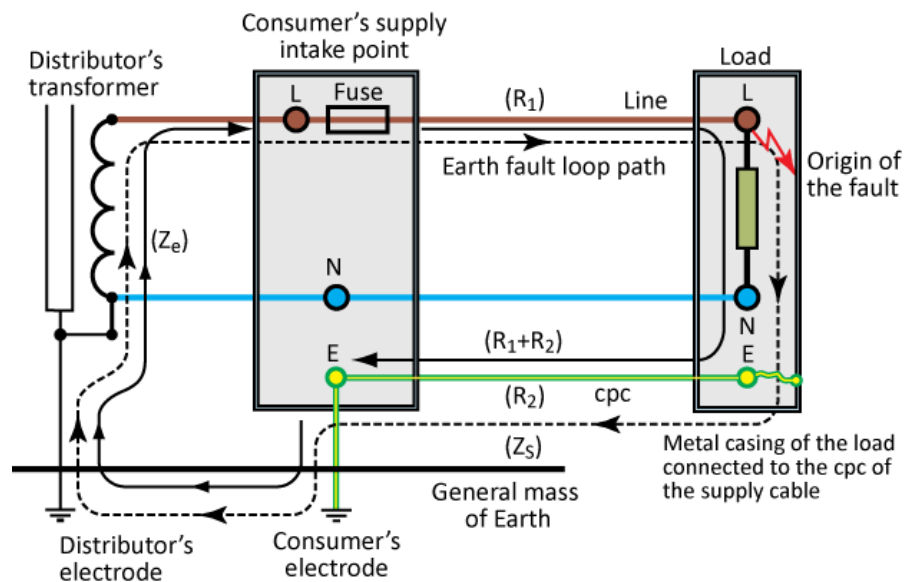 Consumer's supply
intake point
Distributor's
transformer
Load
L
Fuse
(R₁)
Line
L
Earth fault loop path
Origin of
the fault
(Zₑ)
N
N
(R₁+R₂)
E
E
(R₂)
cpc
(Zₛ)
Metal casing of the load
connected to the cpc of
the supply cable
General mass
of Earth
Distributor's
electrode
Consumer's
electrode